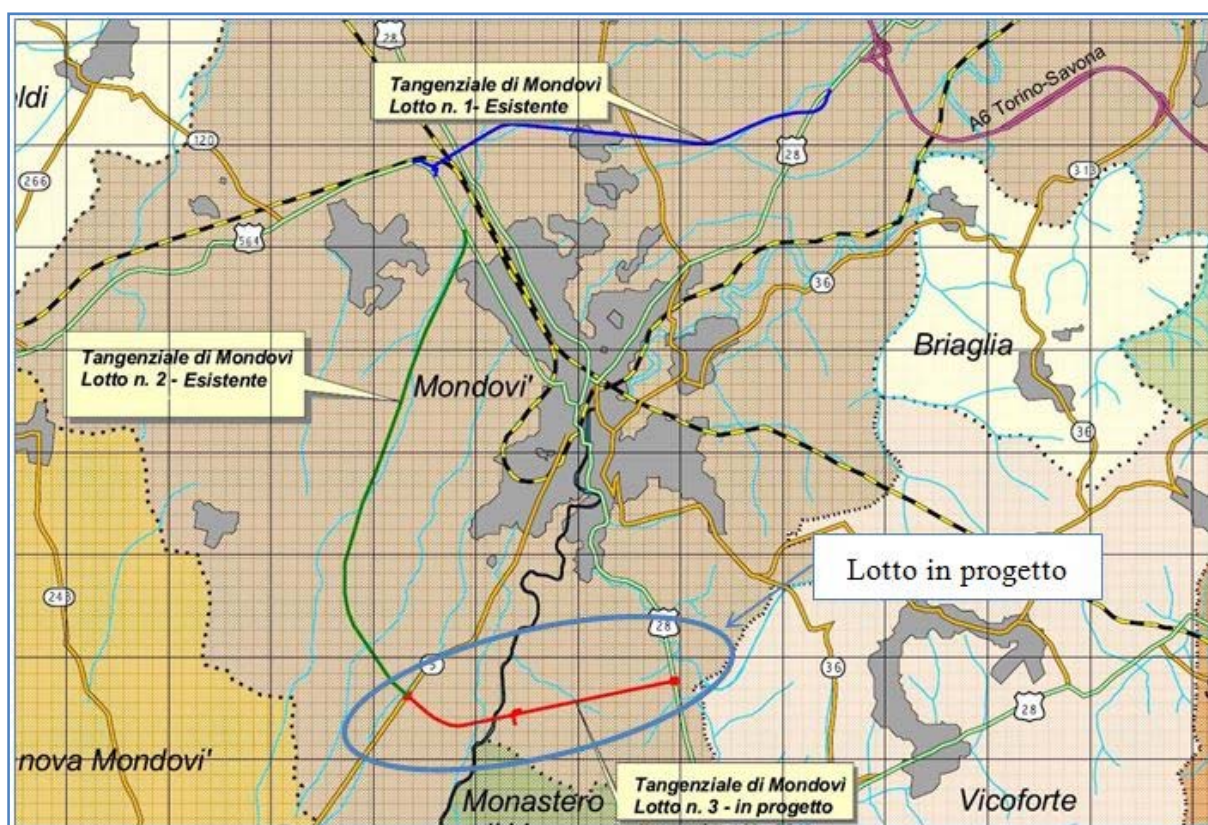 28
Tangenziale di Mondovì
Lotto n. 1- Esistente
A6 Torino-Savona
ldi
120
28
313
266
564
36
Tangenziale di Mondovì
Lotto n. 2 - Esistente
Mondovi'
Briaglia
36
Lotto in progetto
243
28
5
36
28
nova Mondovi'
Tangenziale di Mondovì
Lotto n. 3 - in progetto
Monastero
Vicoforte